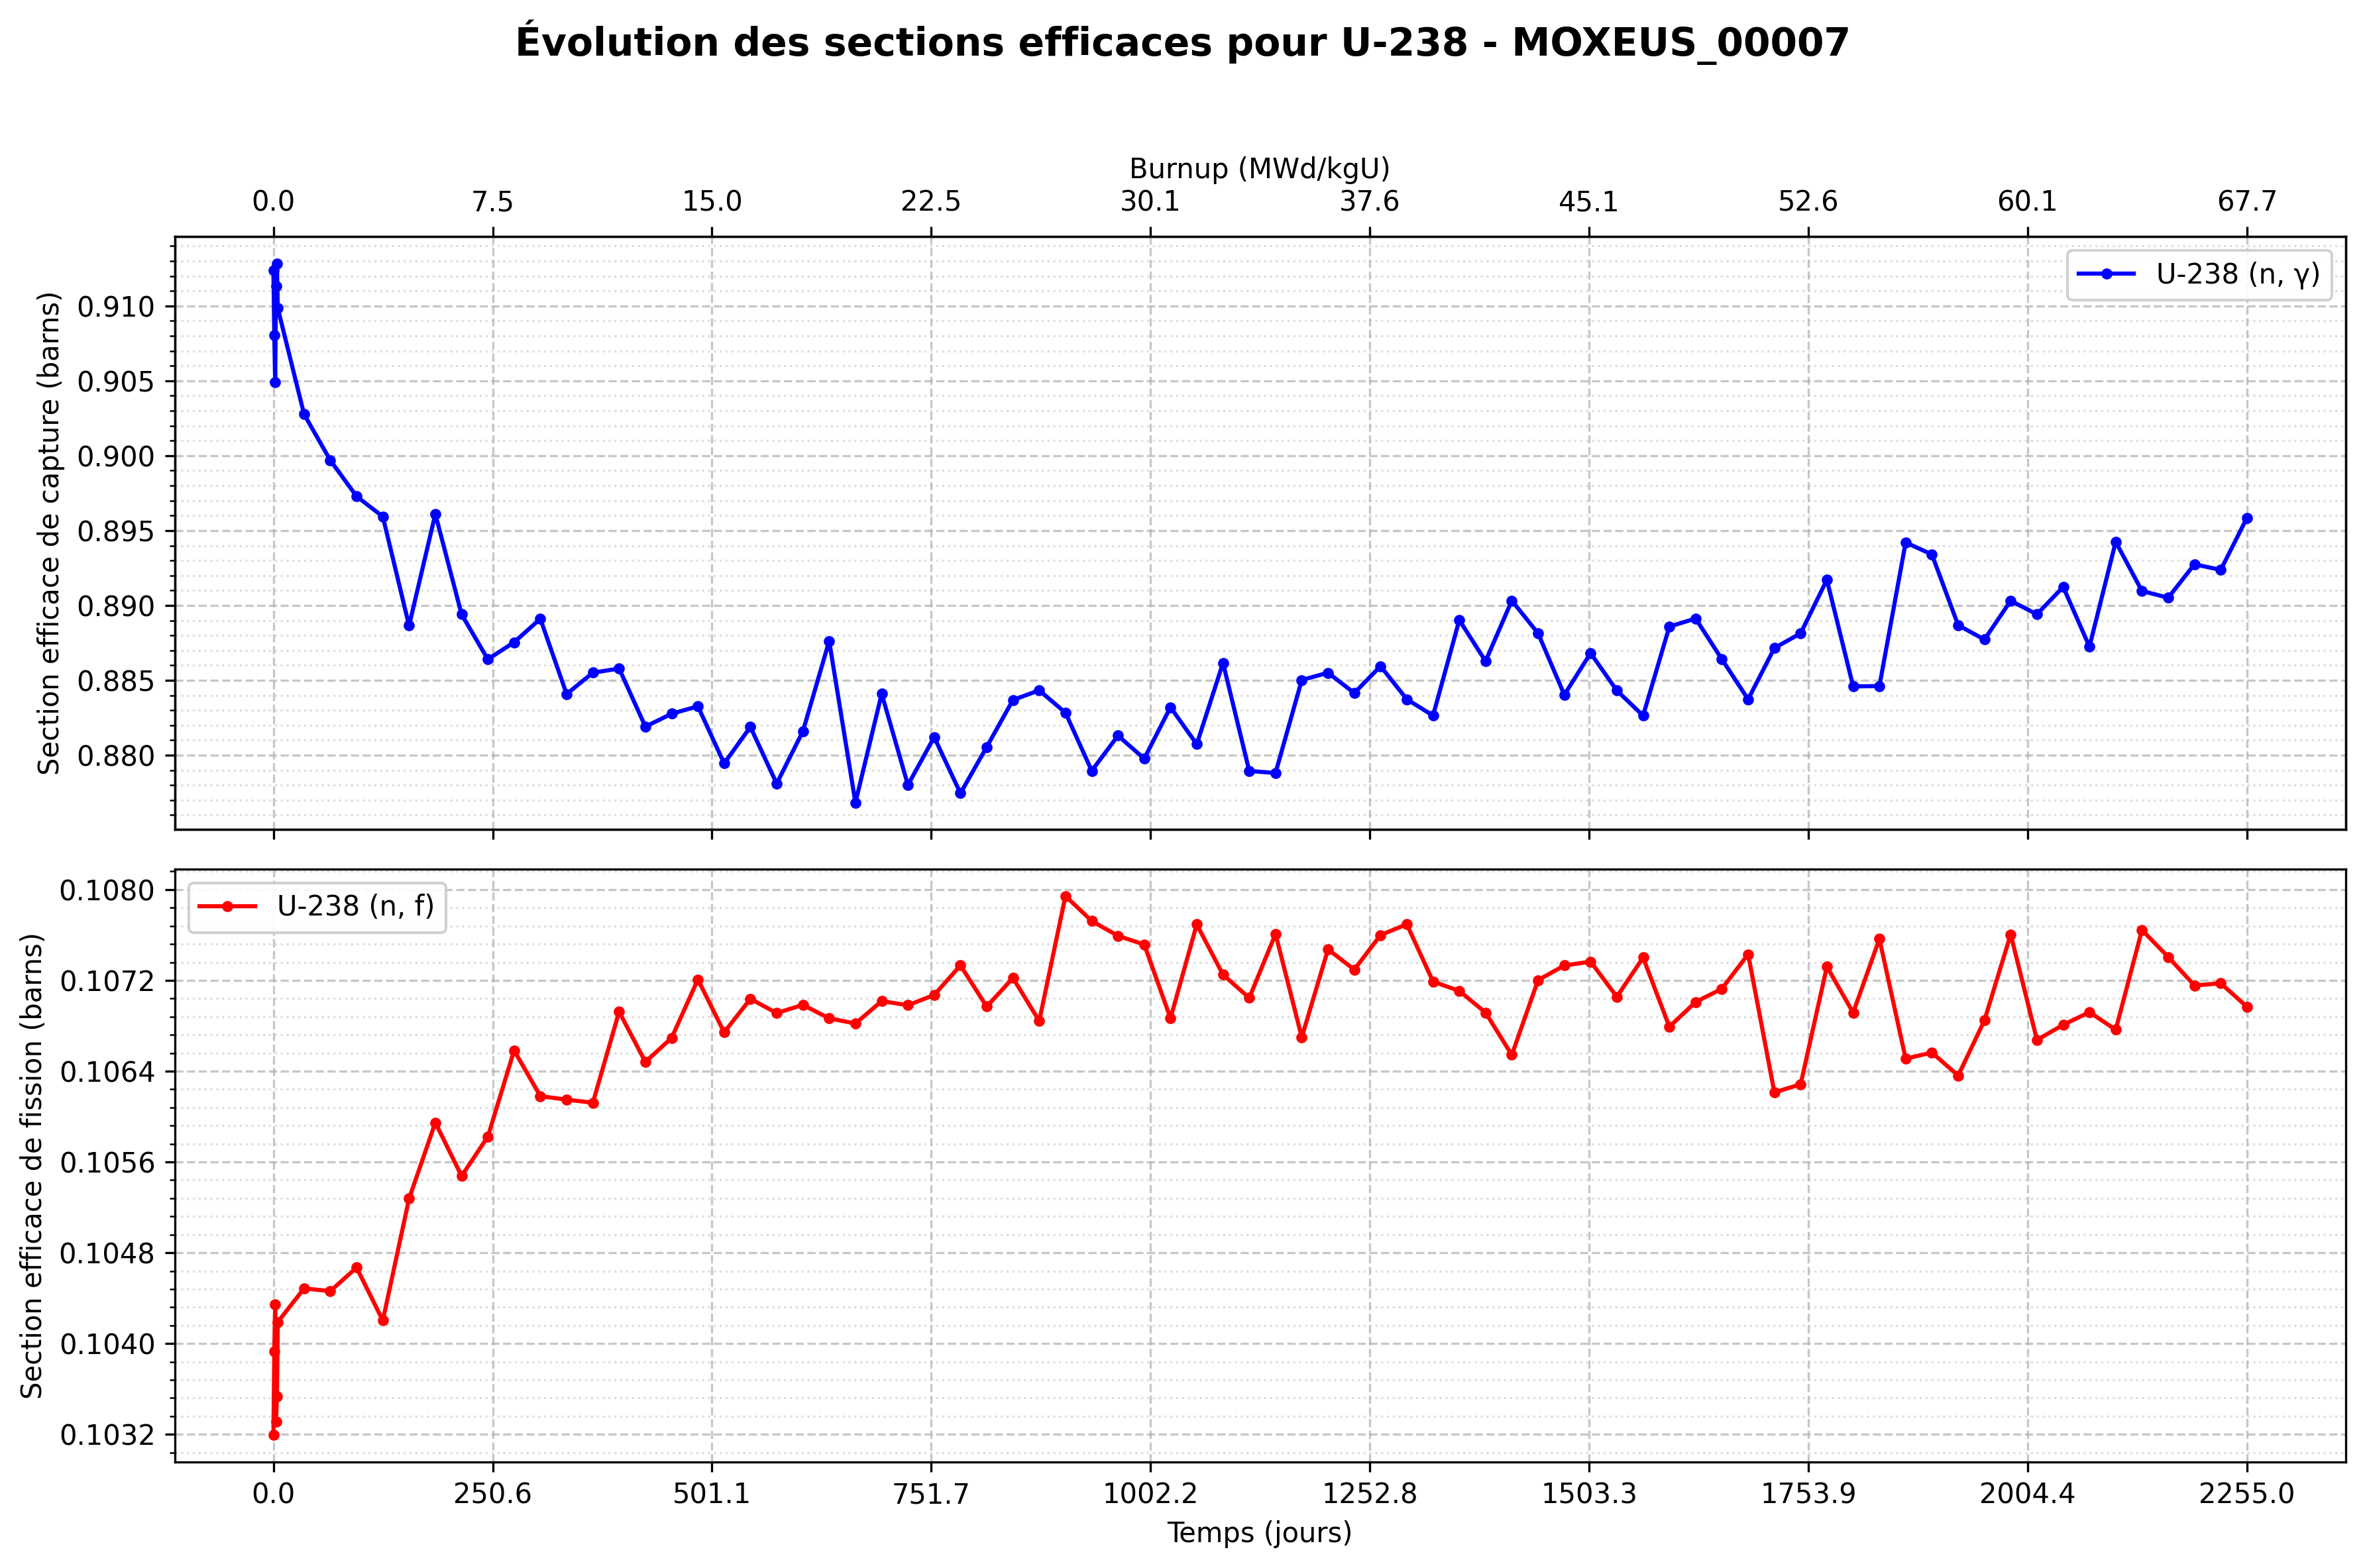 Évolution des sections efficaces pour U-238 - MOXEUS_00007
Burnup (MWd/kgU)
0.0 7.5 15.0 22.5 30.1 37.6 45.1 52.6 60.1 67.7
Section efficace de capture (barns)
0.910
0.905
0.900
0.895
0.890
0.885
0.880
U-238 (n, γ)
Section efficace de fission (barns)
0.1080
0.1072
0.1064
0.1056
0.1048
0.1040
0.1032
U-238 (n, f)
0.0 250.6 501.1 751.7 1002.2 1252.8 1503.3 1753.9 2004.4 2255.0
Temps (jours)